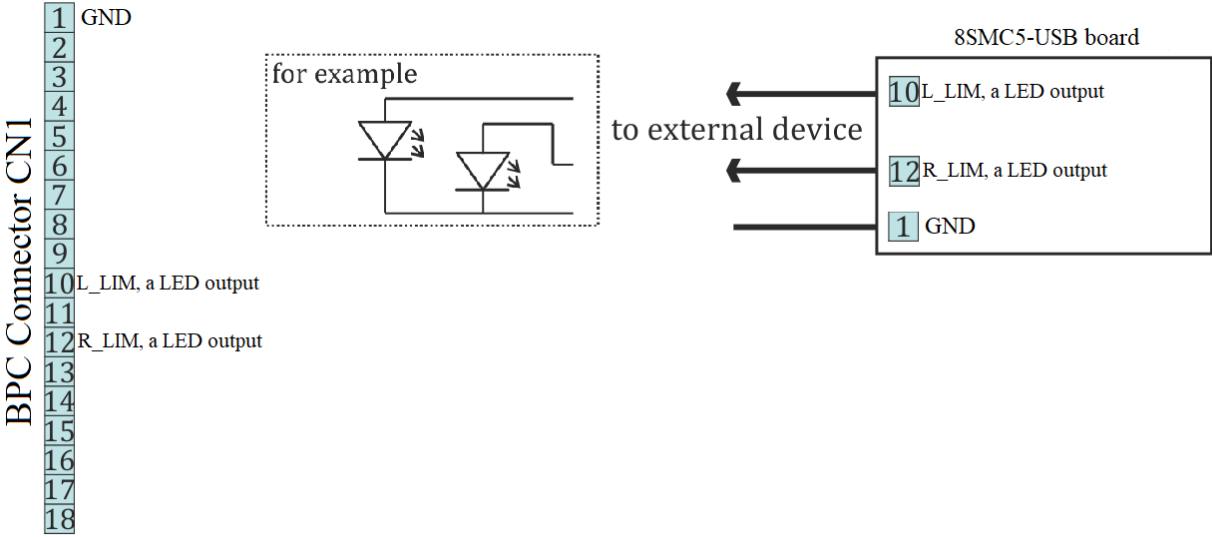 BPC Connector CN1
1 GND
2
3
4
5
6
7
8
9
10 L_LIM, a LED output
11
12 R_LIM, a LED output
13
14
15
16
17
18
for example
to external device
8SMC5-USB board
10 L_LIM, a LED output
12 R_LIM, a LED output
1 GND